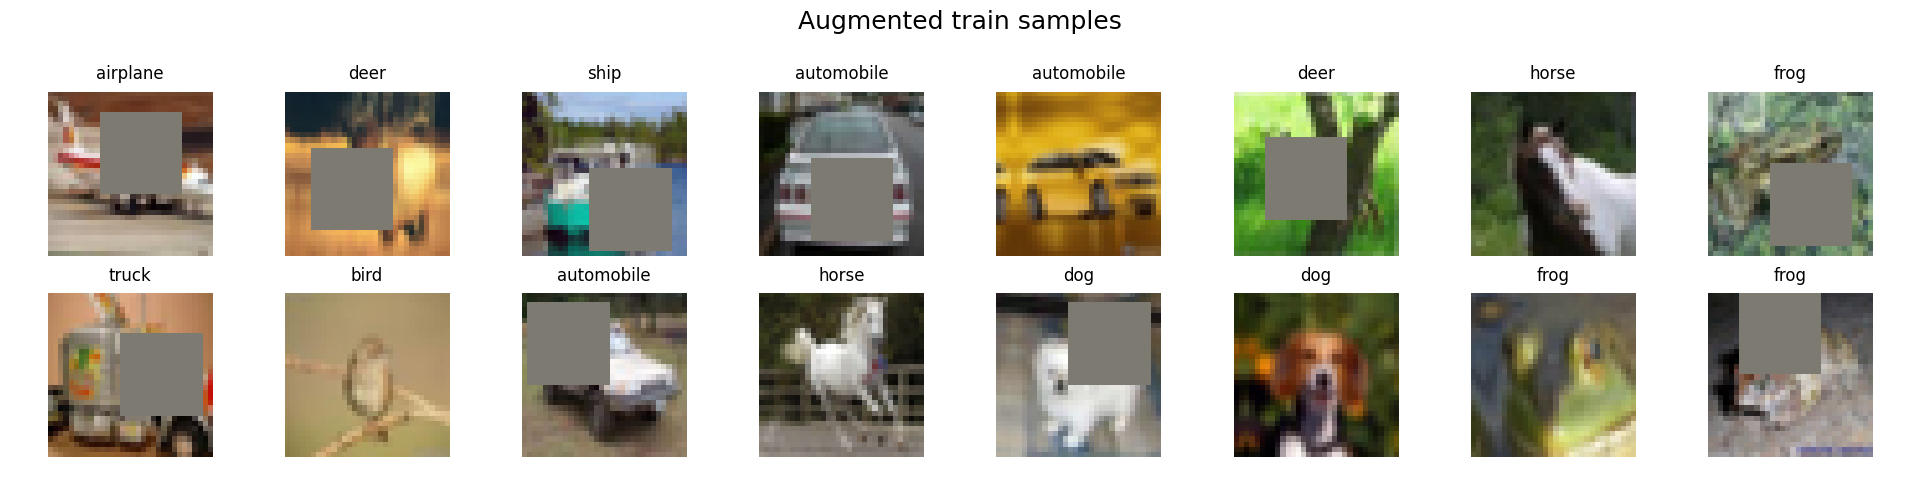 Augmented train samples
airplane deer ship automobile automobile deer horse frog
truck bird automobile horse dog dog frog frog